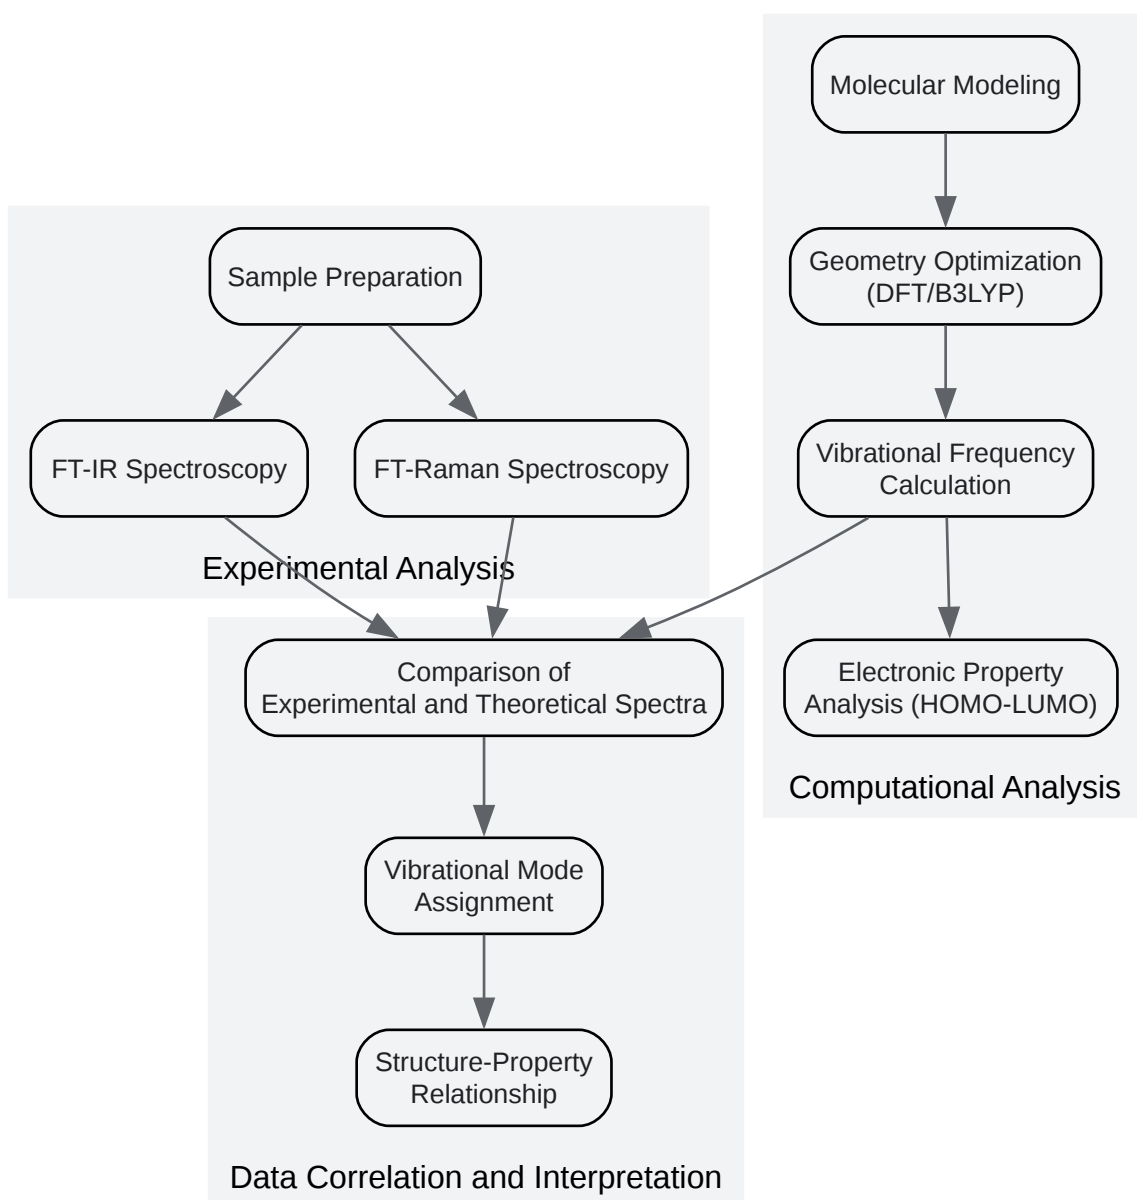 Molecular Modeling
Sample Preparation
Geometry Optimization
(DFT/B3LYP)
FT-IR Spectroscopy
FT-Raman Spectroscopy
Vibrational Frequency
Calculation
Experimental Analysis
Comparison of
Experimental and Theoretical Spectra
Electronic Property
Analysis (HOMO-LUMO)
Computational Analysis
Vibrational Mode
Assignment
Structure-Property
Relationship
Data Correlation and Interpretation